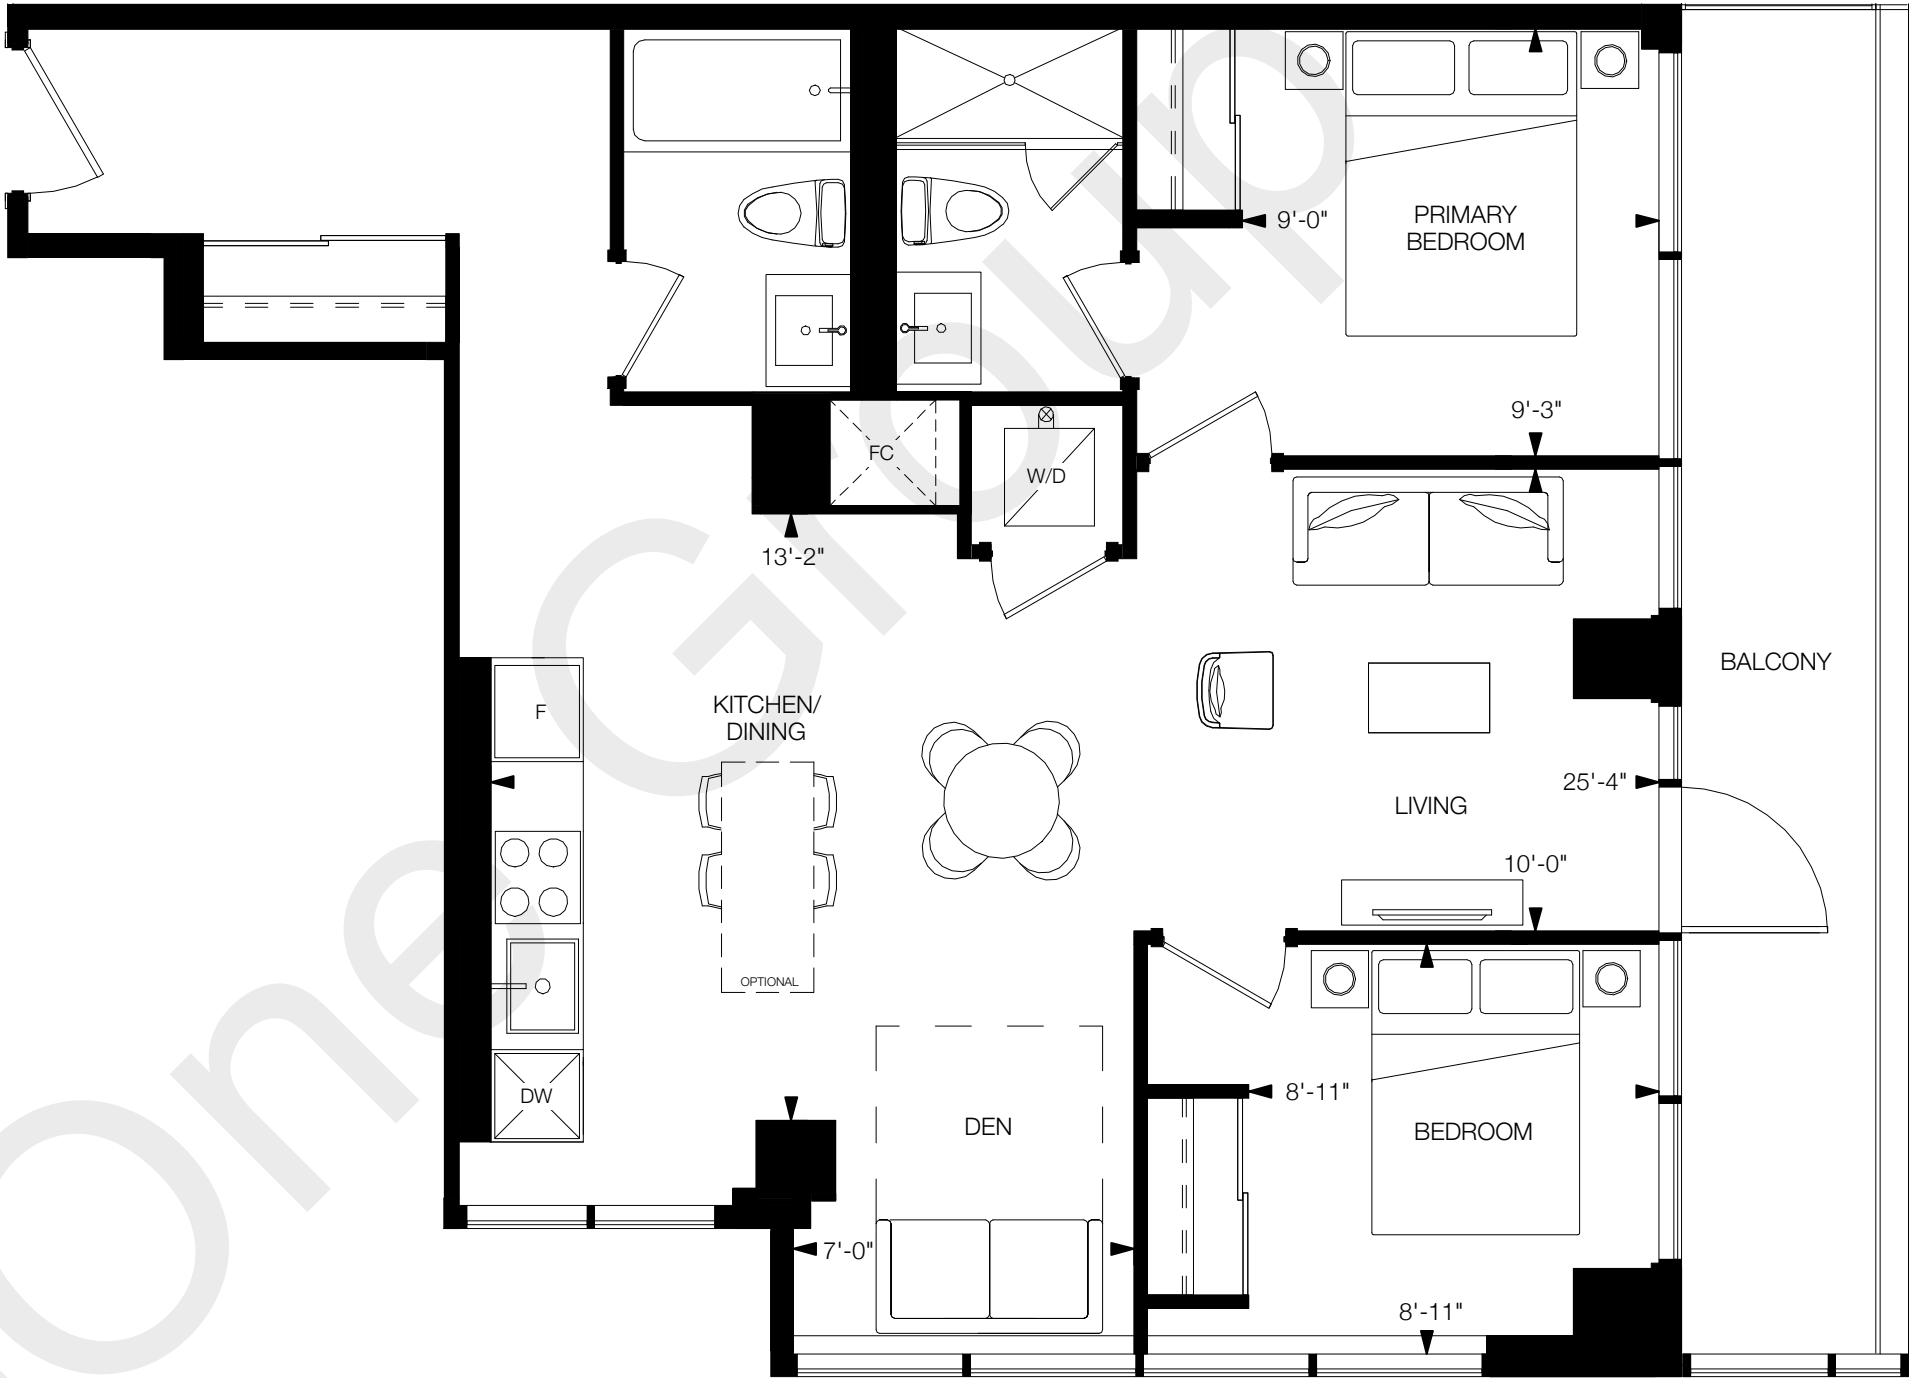 PRIMARY
BEDROOM
9'-0"
9'-3"
FC
W/D
13'-2"
BALCONY
F
KITCHEN/
DINING
25'-4"
LIVING
10'-0"
OPTIONAL
DW
DEN
8'-11"
BEDROOM
7'-0"
8'-11"
One Group